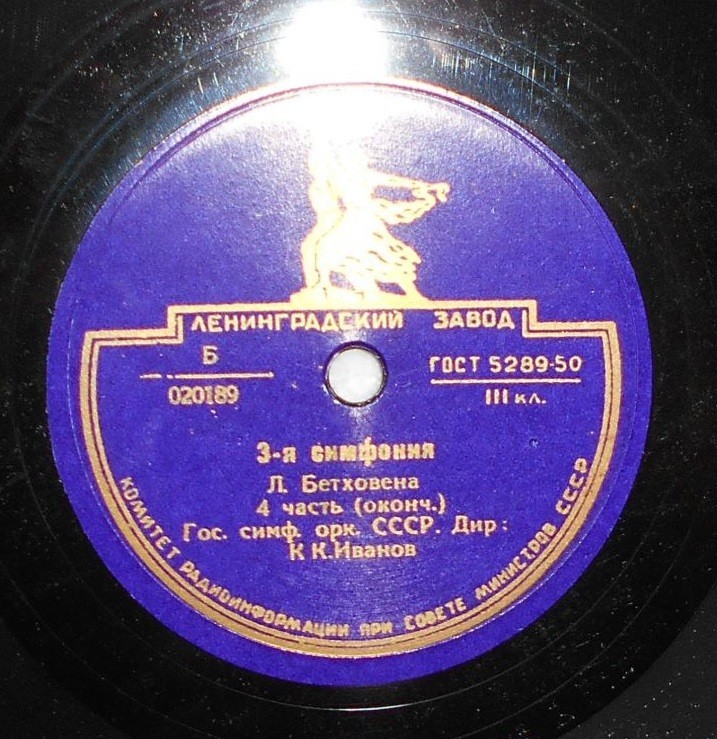 ЛЕНИНГРАДСКИЙ ЗАВОД
Б
020189
ГОСТ 5289-50
III кл.
3-я симфония
Л. Бетховена
4 часть (оконч.)
Гос. симф. орк. СССР. Дир:
К К.Иванов
КОМИТЕТ РАДИОИНФОРМАЦИИ ПРИ СОВЕТЕ МИНИСТРОВ СССР